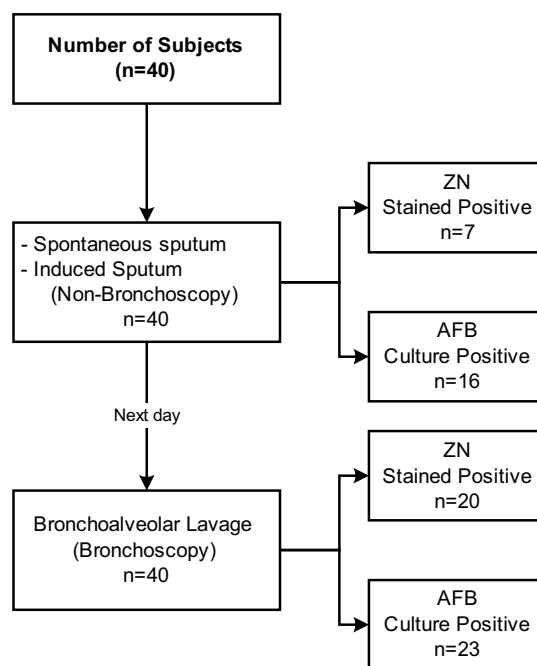 Number of Subjects
(n=40)
- Spontaneous sputum
- Induced Sputum
(Non-Bronchoscopy)
n=40
ZN
Stained Positive
n=7
AFB
Culture Positive
n=16
Next day
Bronchoalveolar Lavage
(Bronchoscopy)
n=40
ZN
Stained Positive
n=20
AFB
Culture Positive
n=23